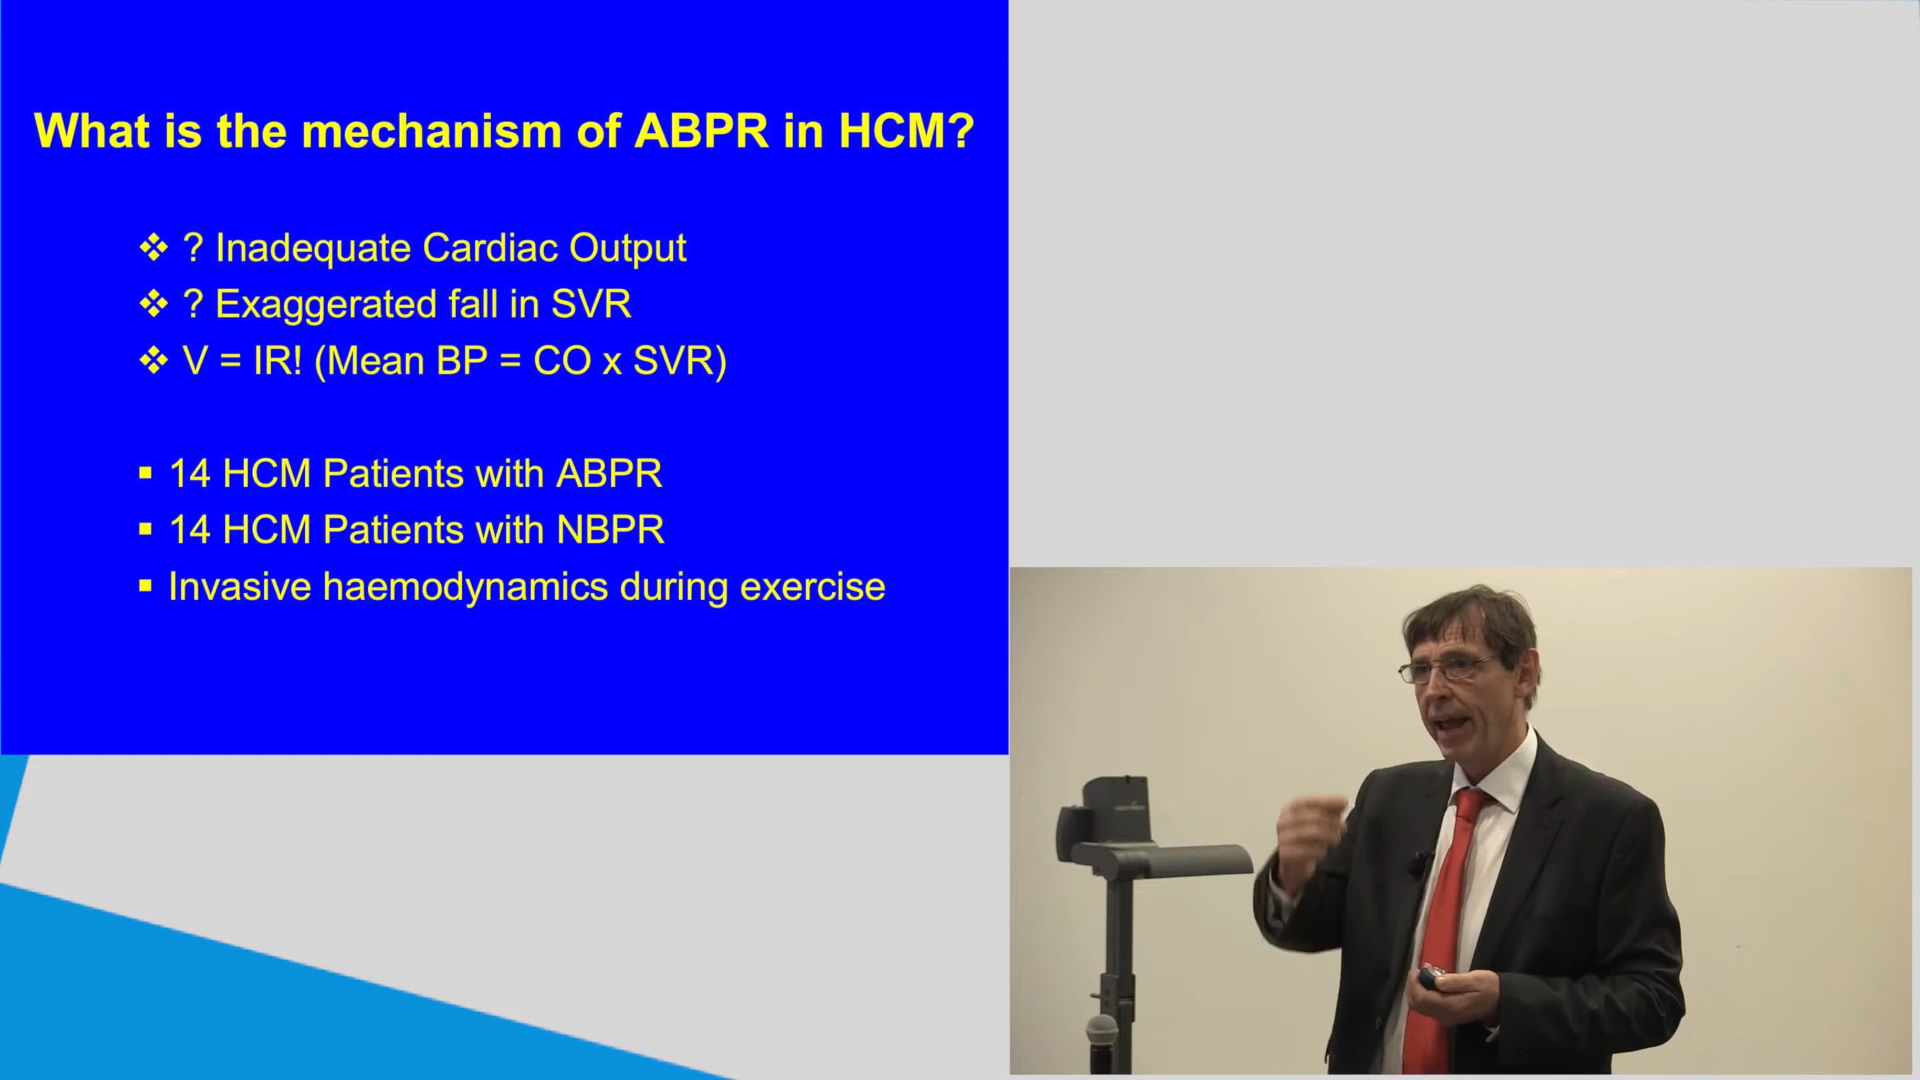 What is the mechanism of ABPR in HCM?
❖ ? Inadequate Cardiac Output
❖ ? Exaggerated fall in SVR
❖ V = IR! (Mean BP = CO x SVR)
▪ 14 HCM Patients with ABPR
▪ 14 HCM Patients with NBPR
▪ Invasive haemodynamics during exercise